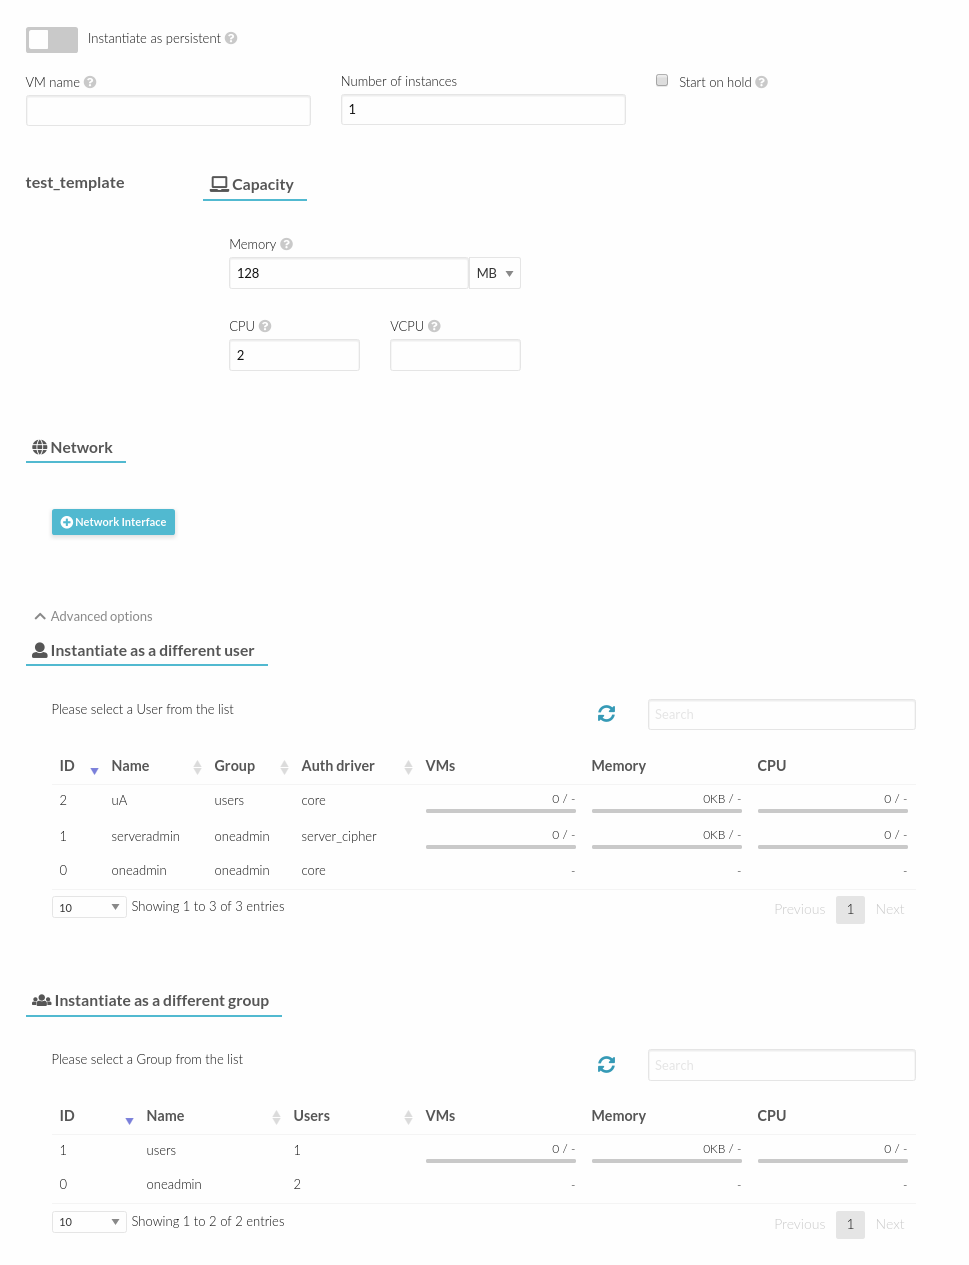 Instantiate as persistent
VM name
Number of instances
Start on hold
1
test_template
Capacity
Memory
128
MB
CPU
VCPU
2
Network
Network Interface
Advanced options
Instantiate as a different user
Please select a User from the list
Search
ID Name Group Auth driver VMs Memory CPU
2 uA users core 0 / - 0KB / - 0 / -
1 serveradmin oneadmin server_cipher 0 / - 0KB / - 0 / -
0 oneadmin oneadmin core - - -
10 Showing 1 to 3 of 3 entries Previous 1 Next
Instantiate as a different group
Please select a Group from the list
Search
ID Name Users VMs Memory CPU
1 users 1 0 / - 0KB / - 0 / -
0 oneadmin 2 - - -
10 Showing 1 to 2 of 2 entries Previous 1 Next